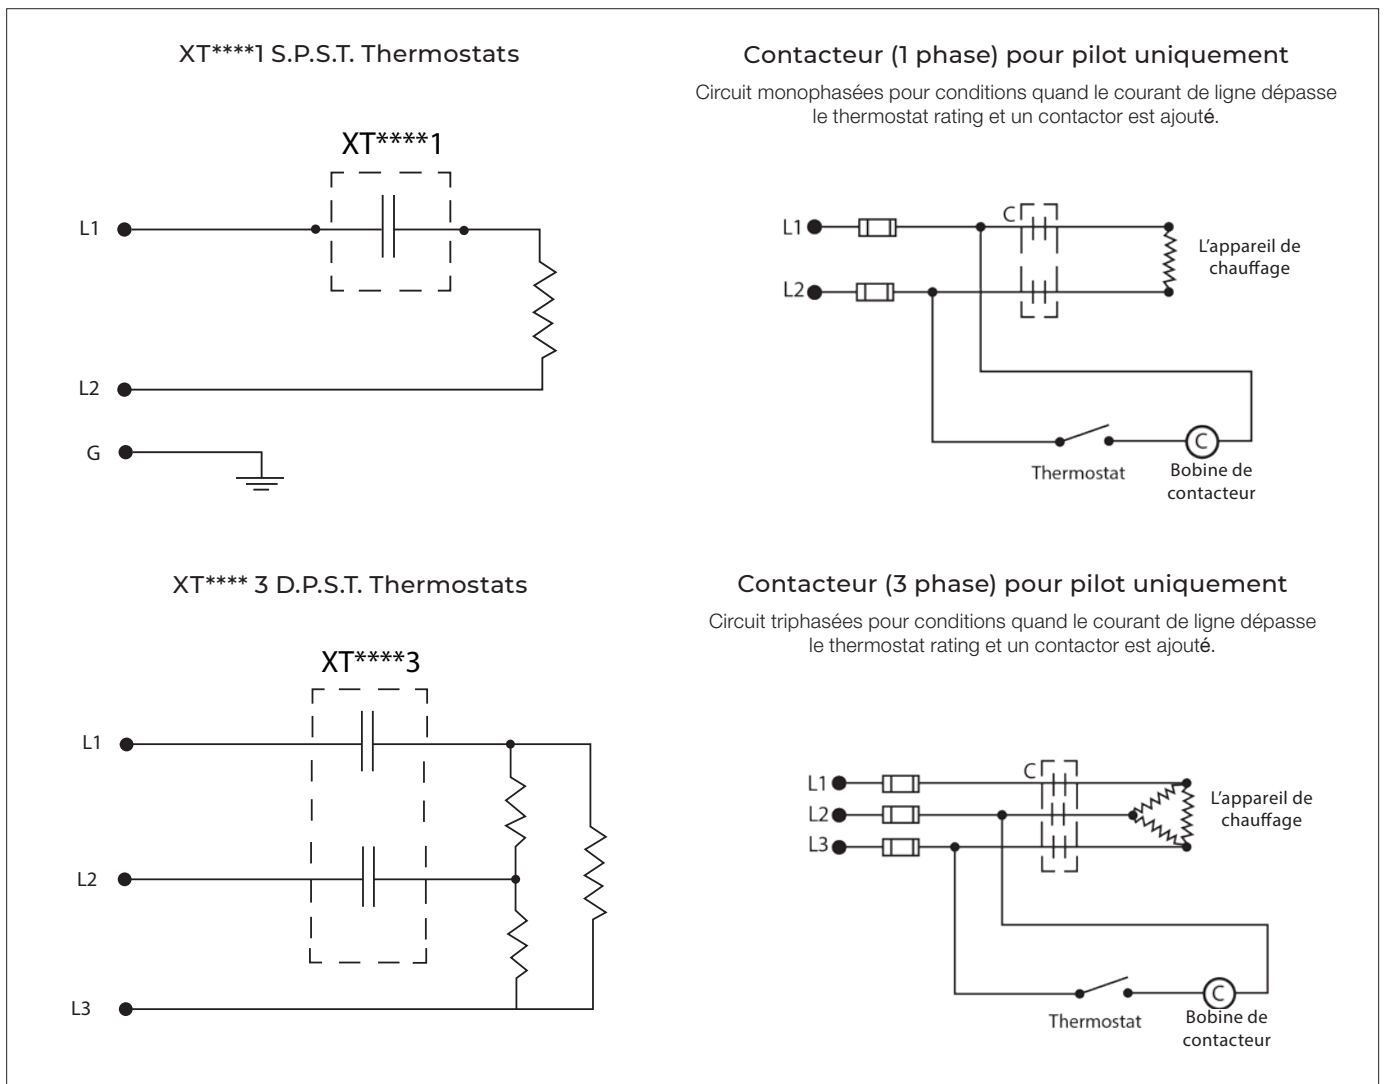 XT****1 S.P.S.T. Thermostats
XT****1
L1
L2
G
Contacteur (1 phase) pour pilot uniquement
Circuit monophasées pour conditions quand le courant de ligne dépasse
le thermostat rating et un contactor est ajouté.
C
L1
L2
L'appareil de
chauffage
C
Thermostat
Bobine de
contacteur
XT**** 3 D.P.S.T. Thermostats
XT****3
L1
L2
L3
Contacteur (3 phase) pour pilot uniquement
Circuit triphasées pour conditions quand le courant de ligne dépasse
le thermostat rating et un contactor est ajouté.
C
L1
L2
L3
L'appareil de
chauffage
C
Thermostat
Bobine de
contacteur